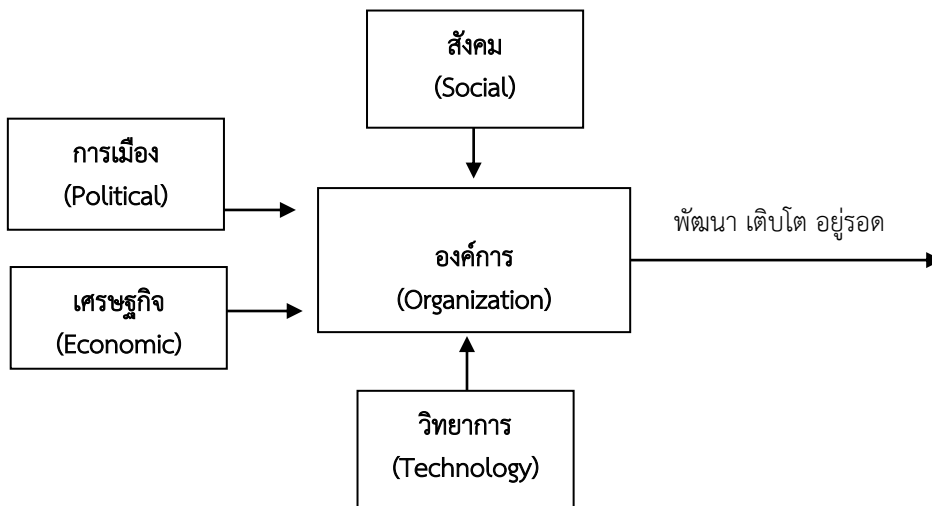 สังคม
(Social)
การเมือง
(Political)
พัฒนา เติบโต อยู่รอด
องค์การ
(Organization)
เศรษฐกิจ
(Economic)
วิทยาการ
(Technology)